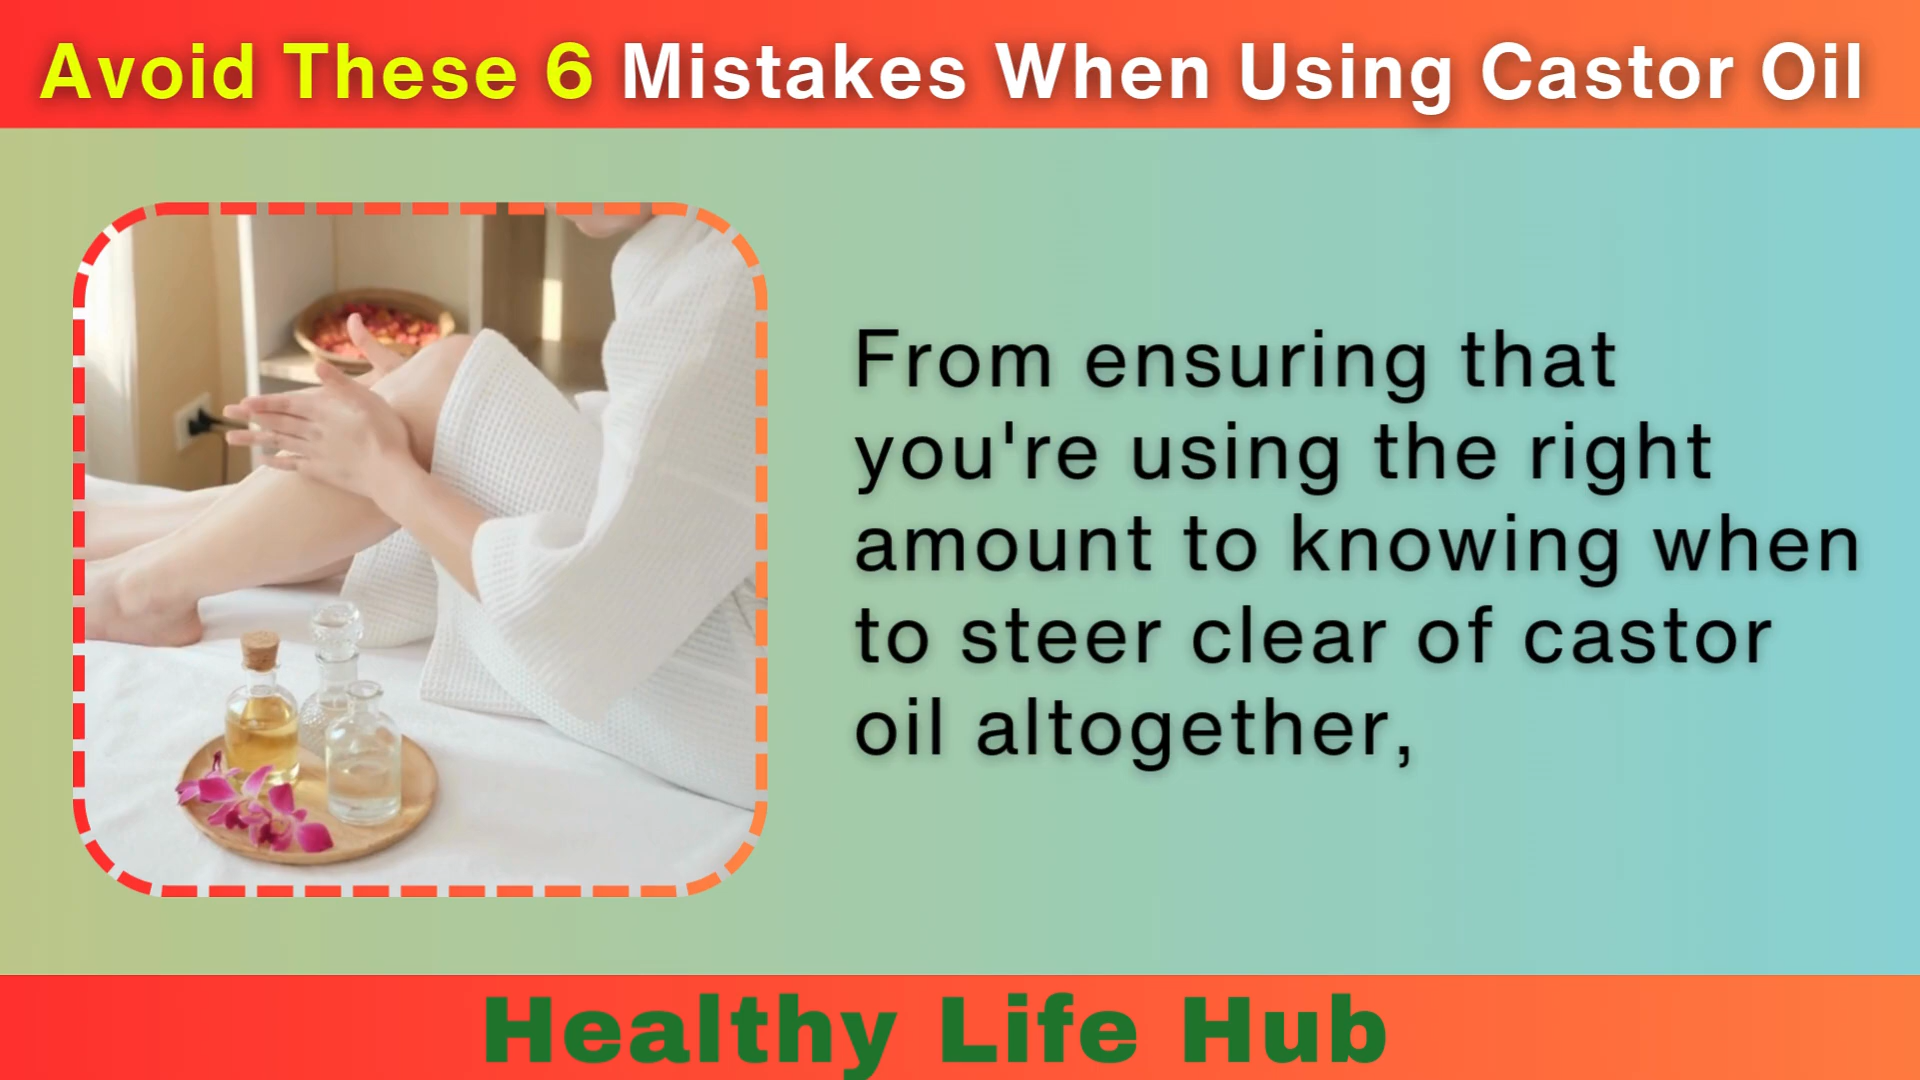 Avoid These 6 Mistakes When Using Castor Oil
From ensuring that
you're using the right
amount to knowing when
to steer clear of castor
oil altogether,
Healthy Life Hub